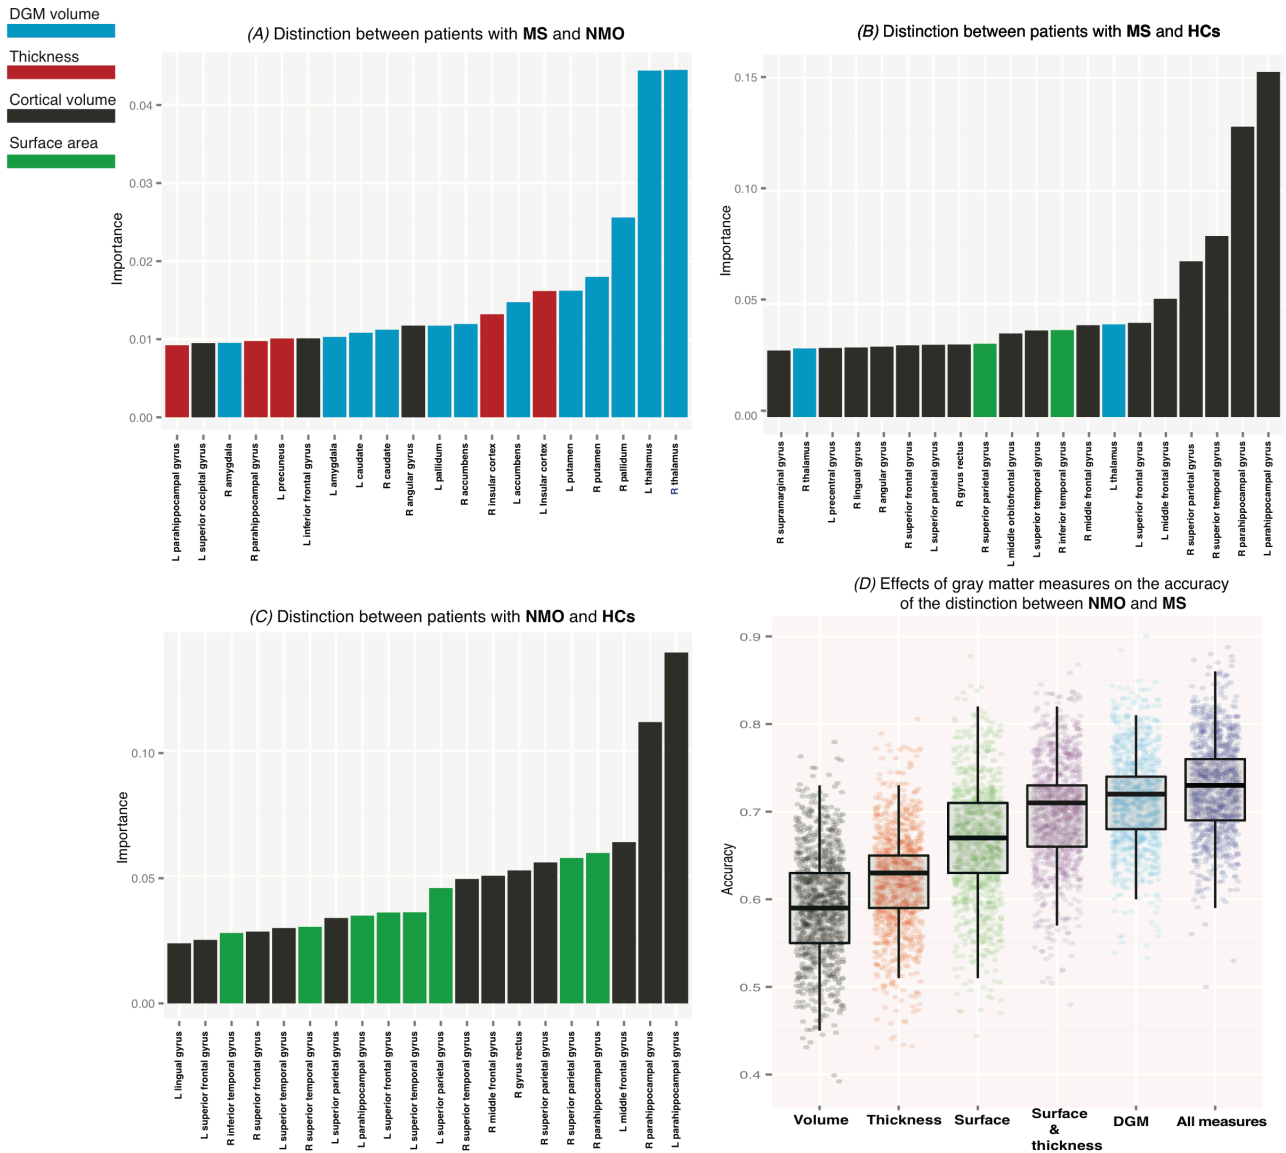 DGM volume
Thickness
Cortical volume
Surface area
(A) Distinction between patients with MS and NMO
Importance
0.04
0.03
0.02
0.01
0.00
L parahippocampal gyrus
L superior occipital gyrus
R amygdala
R parahippocampal gyrus
L precuneus
L inferior frontal gyrus
L amygdala
L caudate
R caudate
R angular gyrus
L pallidum
R accumbens
R insular cortex
L accumbens
L Insular cortex
L putamen
R putamen
R pallidum
L thalamus
R thalamus
(B) Distinction between patients with MS and HCs
Importance
0.15
0.10
0.05
0.00
R supramarginal gyrus
R thalamus
L precentral gyrus
R lingual gyrus
R angular gyrus
R superior frontal gyrus
L superior parietal gyrus
R gyrus rectus
R superior parietal gyrus
L middle orbitofrontal gyrus
L superior temporal gyrus
R inferior temporal gyrus
R middle frontal gyrus
L thalamus
L superior frontal gyrus
L middle frontal gyrus
R superior parietal gyrus
R superior temporal gyrus
R parahippocampal gyrus
L parahippocampal gyrus
(C) Distinction between patients with NMO and HCs
Importance
0.10
0.05
0.00
L lingual gyrus
L superior frontal gyrus
R inferior temporal gyrus
R superior frontal gyrus
L superior temporal gyrus
R superior temporal gyrus
L superior parietal gyrus
L parahippocampal gyrus
L superior frontal gyrus
L superior temporal gyrus
L superior parietal gyrus
R superior temporal gyrus
R middle frontal gyrus
R gyrus rectus
R superior parietal gyrus
R superior parietal gyrus
R parahippocampal gyrus
L middle frontal gyrus
R parahippocampal gyrus
L parahippocampal gyrus
(D) Effects of gray matter measures on the accuracy
of the distinction between NMO and MS
Accuracy
0.9
0.8
0.7
0.6
0.5
0.4
Volume
Thickness
Surface
Surface
&
thickness
DGM
All measures